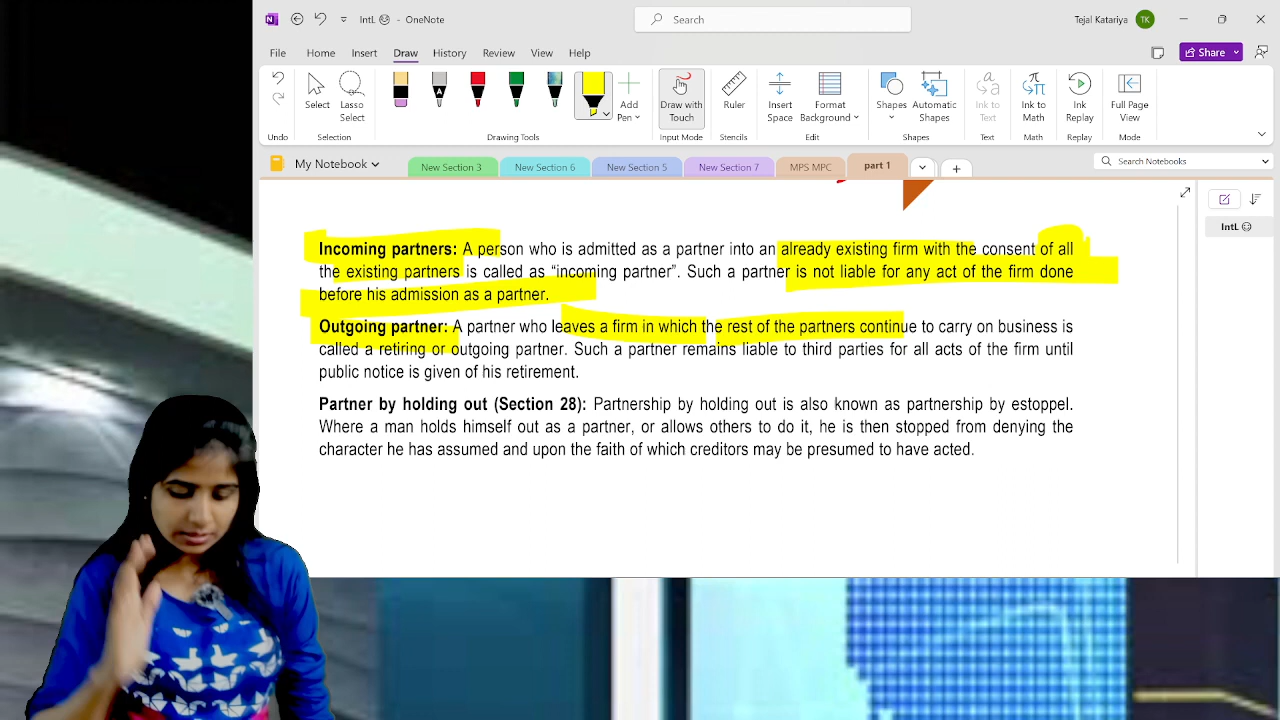 IntL - OneNote
Search
Tejal Katariya TK
File Home Insert Draw History Review View Help
Share
Select
Lasso Select
Add Pen
Draw with Touch
Ruler
Insert Space
Format Background
Shapes
Automatic Shapes
Ink to Text
Ink to Math
Ink Replay
Full Page View
Undo Selection Drawing Tools Input Mode Stencils Edit Shapes Text Math Replay Mode
My Notebook New Section 3 New Section 6 New Section 5 New Section 7 MPS MPC part 1 Search Notebooks
IntL
Incoming partners: A person who is admitted as a partner into an already existing firm with the consent of all
the existing partners is called as “incoming partner”. Such a partner is not liable for any act of the firm done
before his admission as a partner.
Outgoing partner: A partner who leaves a firm in which the rest of the partners continue to carry on business is
called a retiring or outgoing partner. Such a partner remains liable to third parties for all acts of the firm until
public notice is given of his retirement.
Partner by holding out (Section 28): Partnership by holding out is also known as partnership by estoppel.
Where a man holds himself out as a partner, or allows others to do it, he is then stopped from denying the
character he has assumed and upon the faith of which creditors may be presumed to have acted.